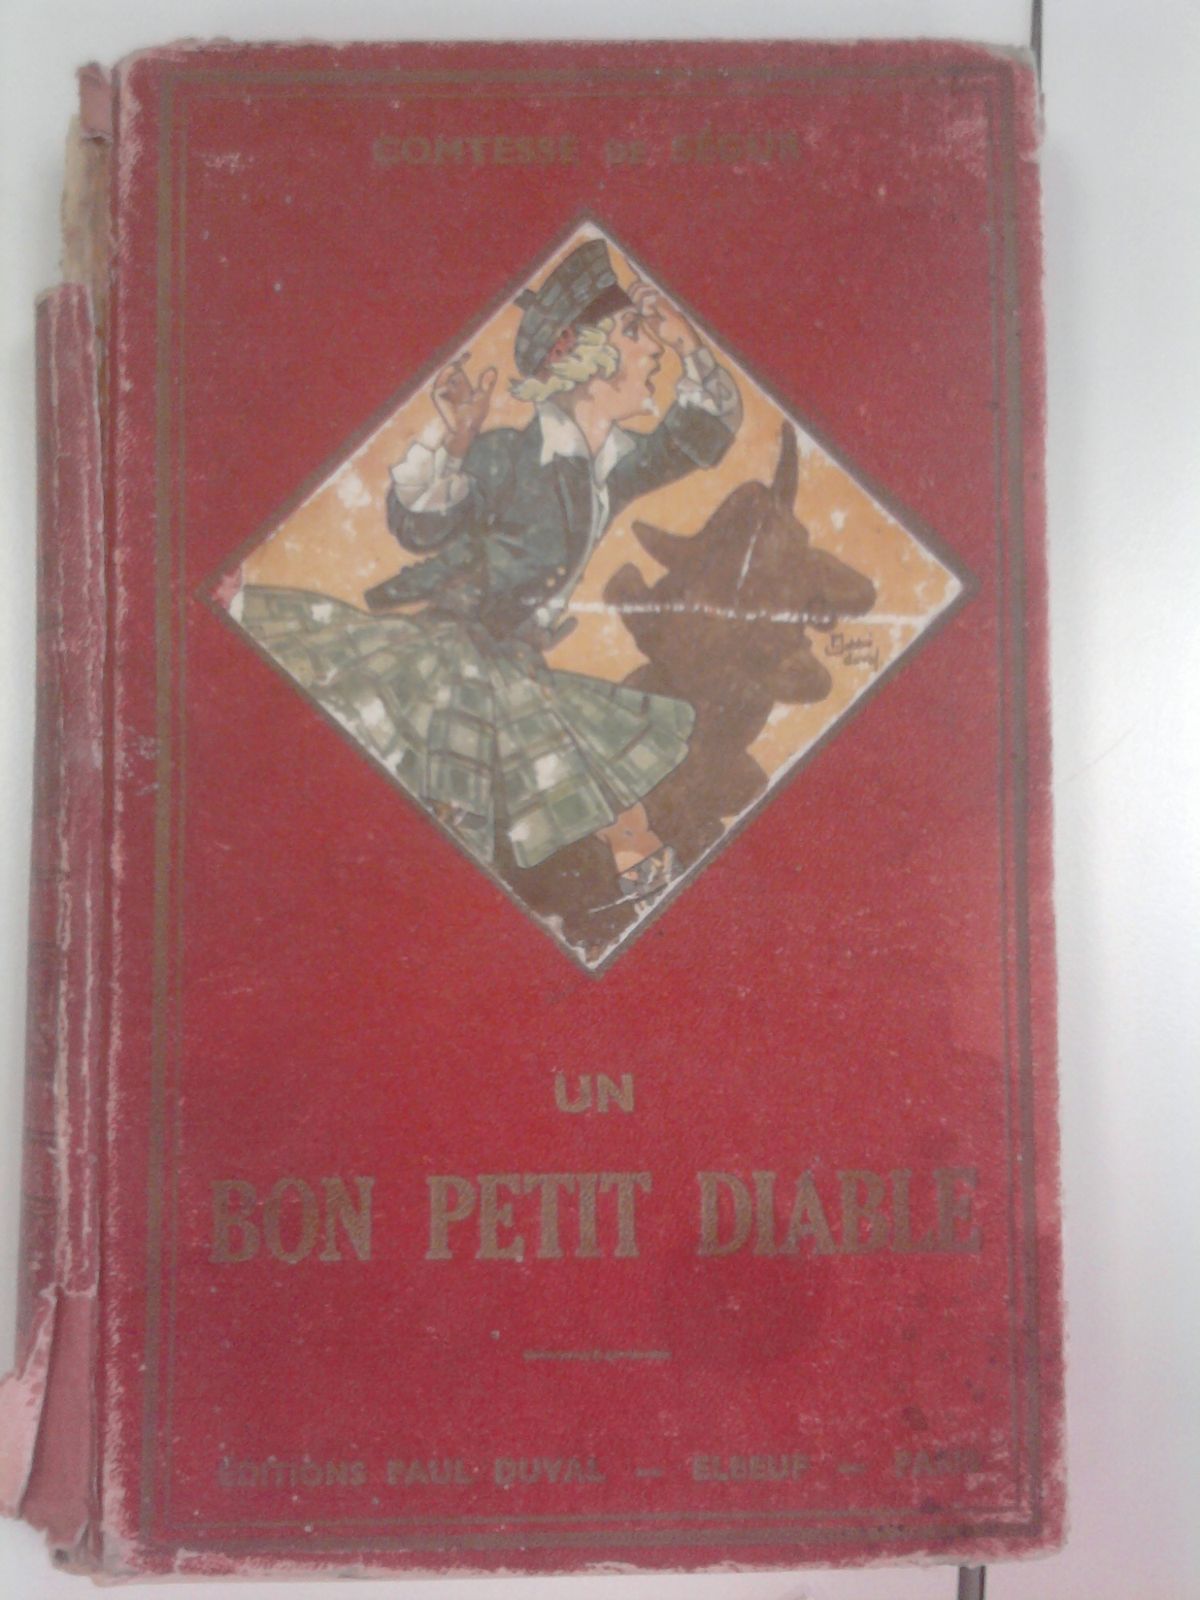 COMTESSE DE SÉGUR
UN
BON PETIT DIABLE
ÉDITIONS PAUL DUVAL — ELBEUF — PARIS